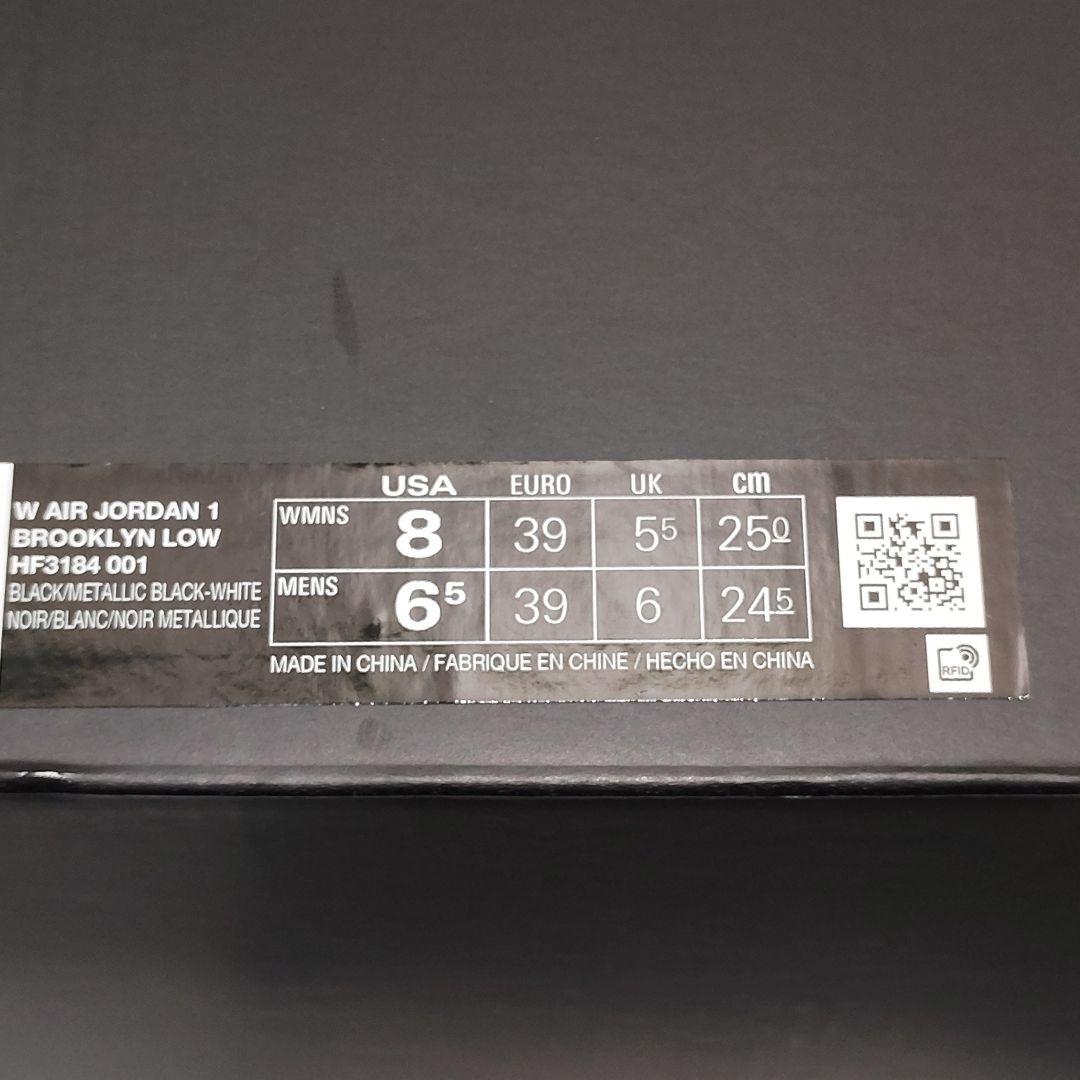 W AIR JORDAN 1
BROOKLYN LOW
HF3184 001
BLACK/METALLIC BLACK-WHITE
NOIR/BLANC/NOIR METALLIQUE
USA EURO UK cm
WMNS 8 39 5⁵ 25⁰
MENS 6⁵ 39 6 24⁵
MADE IN CHINA / FABRIQUE EN CHINE / HECHO EN CHINA
RFID